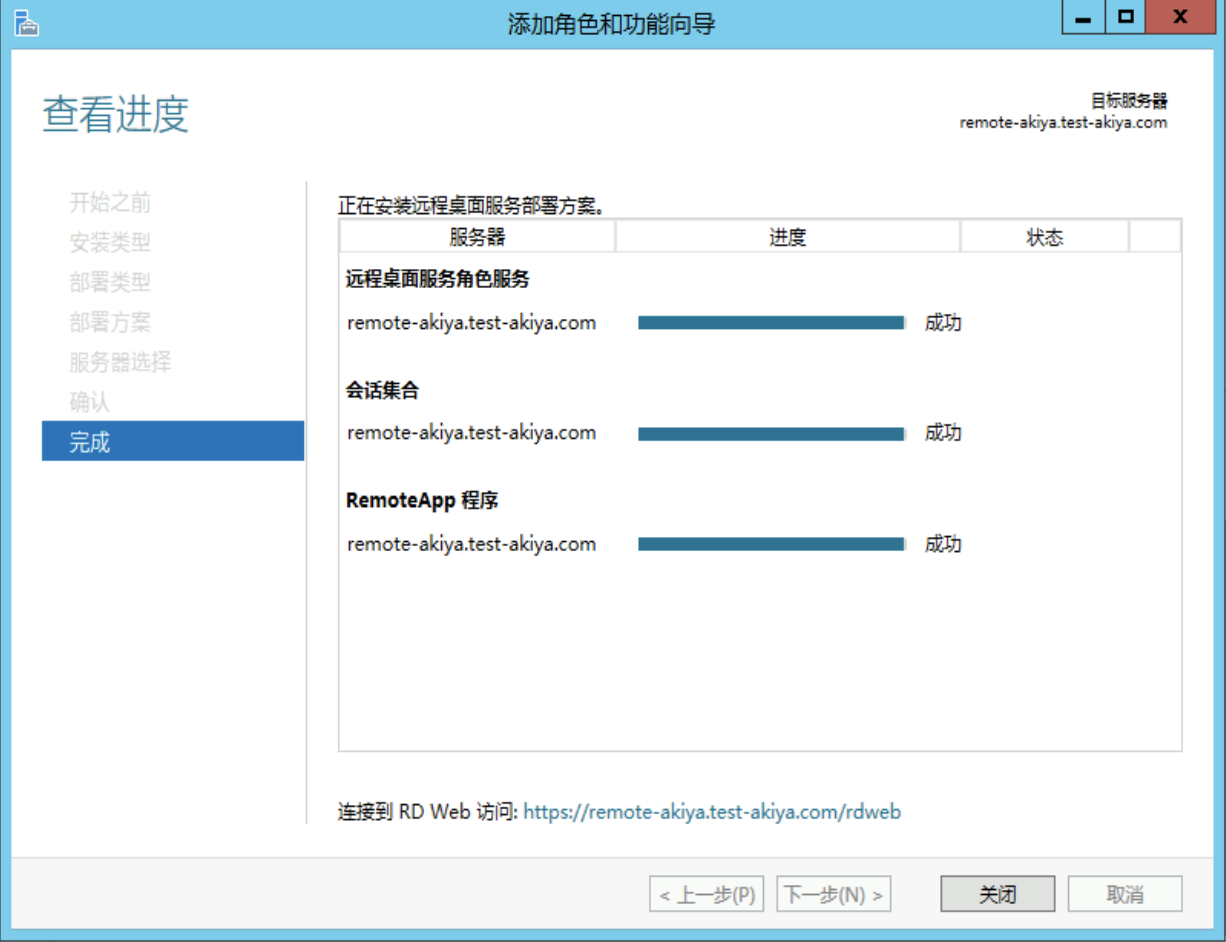 添加角色和功能向导
查看进度
目标服务器
remote-akiya.test-akiya.com
开始之前
安装类型
部署类型
部署方案
服务器选择
确认
完成
正在安装远程桌面服务部署方案。
服务器 进度 状态
远程桌面服务角色服务
remote-akiya.test-akiya.com 成功
会话集合
remote-akiya.test-akiya.com 成功
RemoteApp 程序
remote-akiya.test-akiya.com 成功
连接到 RD Web 访问: https://remote-akiya.test-akiya.com/rdweb
< 上一步(P) 下一步(N) > 关闭 取消